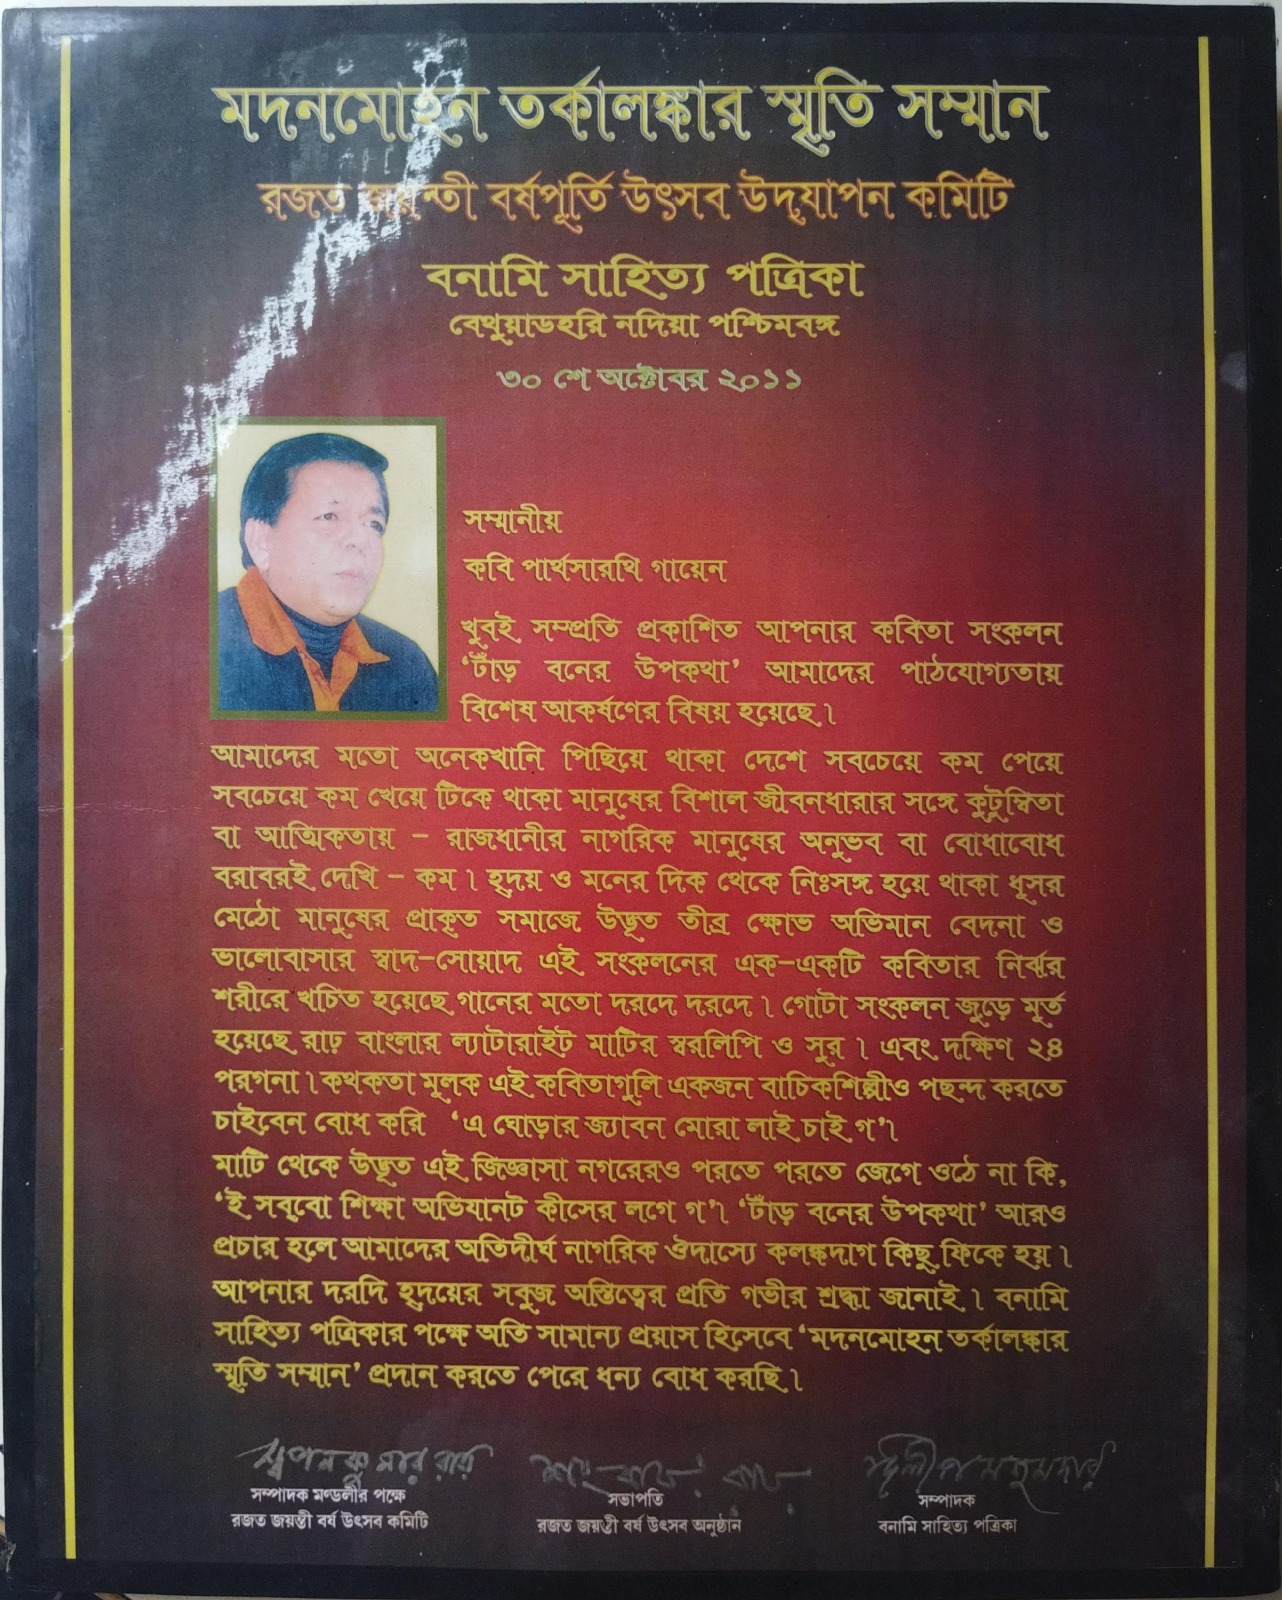 মদনমোহন তর্কালঙ্কার স্মৃতি সম্মান
রজত জয়ন্তী বর্ষপূর্তি উৎসব উদ্‌যাপন কমিটি
বনামি সাহিত্য পত্রিকা
বেথুয়াডহরি নদিয়া পশ্চিমবঙ্গ
৩০ শে অক্টোবর ২০১১
সম্মানীয়
কবি পার্থসারথি গায়েন
খুবই সম্প্রতি প্রকাশিত আপনার কবিতা সংকলন
‘টাঁড় বনের উপকথা’ আমাদের পাঠযোগ্যতায়
বিশেষ আকর্ষণের বিষয় হয়েছে।
আমাদের মতো অনেকখানি পিছিয়ে থাকা দেশে সবচেয়ে কম পেয়ে
সবচেয়ে কম খেয়ে টিকে থাকা মানুষের বিশাল জীবনধারার সঙ্গে কুটুম্বিতা
বা আত্মিকতায় – রাজধানীর নাগরিক মানুষের অনুভব বা বোধাবোধ
বরাবরই দেখি – কম। হৃদয় ও মনের দিক থেকে নিঃসঙ্গ হয়ে থাকা ধূসর
মেঠো মানুষের প্রাকৃত সমাজে উদ্ভূত তীব্র ক্ষোভ অভিমান বেদনা ও
ভালোবাসার স্বাদ-সোয়াদ এই সংকলনের এক-একটি কবিতার নির্ঝর
শরীরে খচিত হয়েছে গানের মতো দরদে দরদে। গোটা সংকলন জুড়ে মূর্ত
হয়েছে রাঢ় বাংলার ল্যাটারাইট মাটির স্বরলিপি ও সুর। এবং দক্ষিণ ২৪
পরগনা। কথকতা মূলক এই কবিতাগুলি একজন বাচিকশিল্পীও পছন্দ করতে
চাইবেন বোধ করি ‘এ ঘোড়ার জ্যাবন মোরা লাই চাই গ’।
মাটি থেকে উদ্ভূত এই জিজ্ঞাসা নগরেরও পরতে পরতে জেগে ওঠে না কি,
‘ই সব্‌বো শিক্ষা অভিযানট কীসের লগে গ’। ‘টাঁড় বনের উপকথা’ আরও
প্রচার হলে আমাদের অতিদীর্ঘ নাগরিক ঔদাস্যে কলঙ্কদাগ কিছু ফিকে হয়।
আপনার দরদি হৃদয়ের সবুজ অস্তিত্বের প্রতি গভীর শ্রদ্ধা জানাই। বনামি
সাহিত্য পত্রিকার পক্ষে অতি সামান্য প্রয়াস হিসেবে ‘মদনমোহন তর্কালঙ্কার
স্মৃতি সম্মান’ প্রদান করতে পেরে ধন্য বোধ করছি।
স্বপনকুমার রায়
সম্পাদক মণ্ডলীর পক্ষে
রজত জয়ন্তী বর্ষ উৎসব কমিটি
সভাপতি
রজত জয়ন্তী বর্ষ উৎসব অনুষ্ঠান
দিলীপ মজুমদার
সম্পাদক
বনামি সাহিত্য পত্রিকা